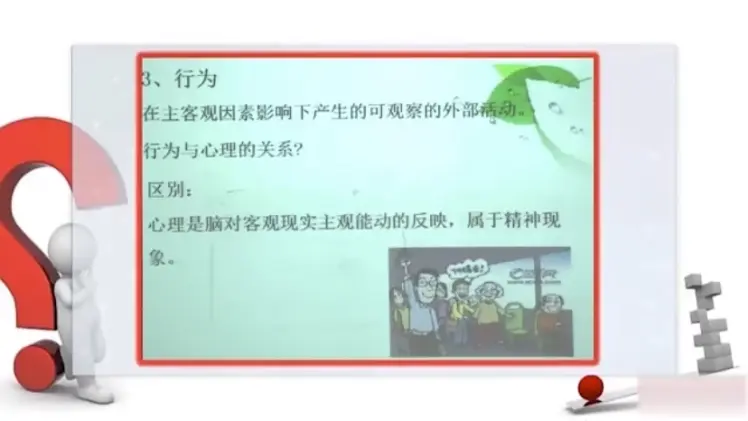 3、行为
在主客观因素影响下产生的可观察的外部活动。
行为与心理的关系?
区别：
心理是脑对客观现实主观能动的反映，属于精神现
象。